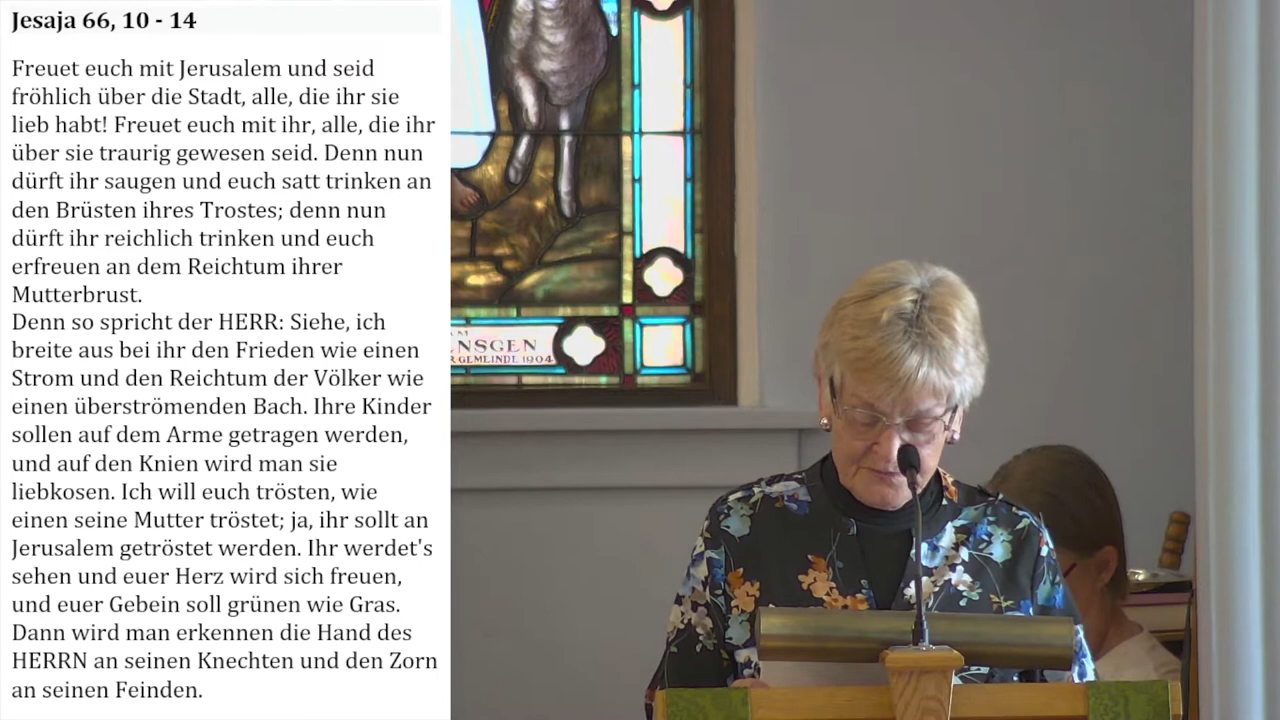 Jesaja 66, 10 - 14
Freuet euch mit Jerusalem und seid
fröhlich über die Stadt, alle, die ihr sie
lieb habt! Freuet euch mit ihr, alle, die ihr
über sie traurig gewesen seid. Denn nun
dürft ihr saugen und euch satt trinken an
den Brüsten ihres Trostes; denn nun
dürft ihr reichlich trinken und euch
erfreuen an dem Reichtum ihrer
Mutterbrust.
Denn so spricht der HERR: Siehe, ich
breite aus bei ihr den Frieden wie einen
Strom und den Reichtum der Völker wie
einen überströmenden Bach. Ihre Kinder
sollen auf dem Arme getragen werden,
und auf den Knien wird man sie
liebkosen. Ich will euch trösten, wie
einen seine Mutter tröstet; ja, ihr sollt an
Jerusalem getröstet werden. Ihr werdet's
sehen und euer Herz wird sich freuen,
und euer Gebein soll grünen wie Gras.
Dann wird man erkennen die Hand des
HERRN an seinen Knechten und den Zorn
an seinen Feinden.
ENSGEN
RGEMEINDE 1904